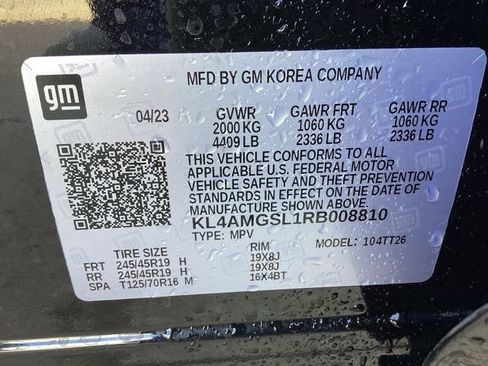 gm
MFD BY GM KOREA COMPANY
04/23 GVWR GAWR FRT GAWR RR
2000 KG 1060 KG 1060 KG
4409 LB 2336 LB 2336 LB
THIS VEHICLE CONFORMS TO ALL
APPLICABLE U.S. FEDERAL MOTOR
VEHICLE SAFETY AND THEFT PREVENTION
STANDARDS IN EFFECT ON THE DATE OF
MANUFACTURE SHOWN ABOVE.
KL4AMGSL1RB008810
TYPE: MPV MODEL: 104TT26
TIRE SIZE RIM
FRT 245/45R19 H 19X8J
RR 245/45R19 H 19X8J
SPA T125/70R16 M 16X4BT